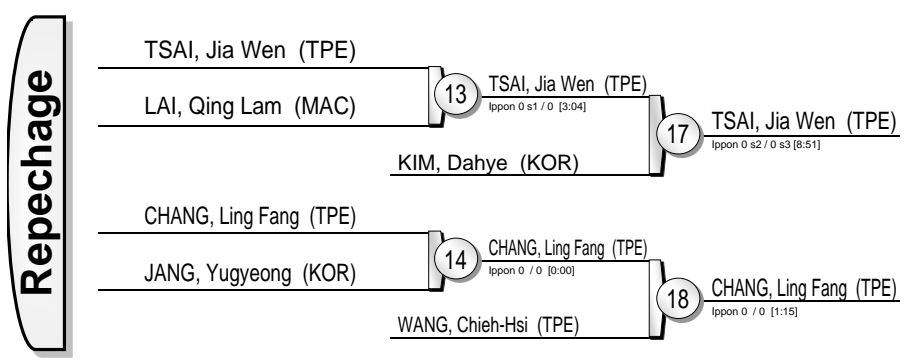 Repechage
TSAI, Jia Wen (TPE)
LAI, Qing Lam (MAC)
13
TSAI, Jia Wen (TPE)
Ippon 0 s1 / 0 [3:04]
KIM, Dahye (KOR)
17
TSAI, Jia Wen (TPE)
Ippon 0 s2 / 0 s3 [8:51]
CHANG, Ling Fang (TPE)
JANG, Yugyeong (KOR)
14
CHANG, Ling Fang (TPE)
Ippon 0 / 0 [0:00]
WANG, Chieh-Hsi (TPE)
18
CHANG, Ling Fang (TPE)
Ippon 0 / 0 [1:15]